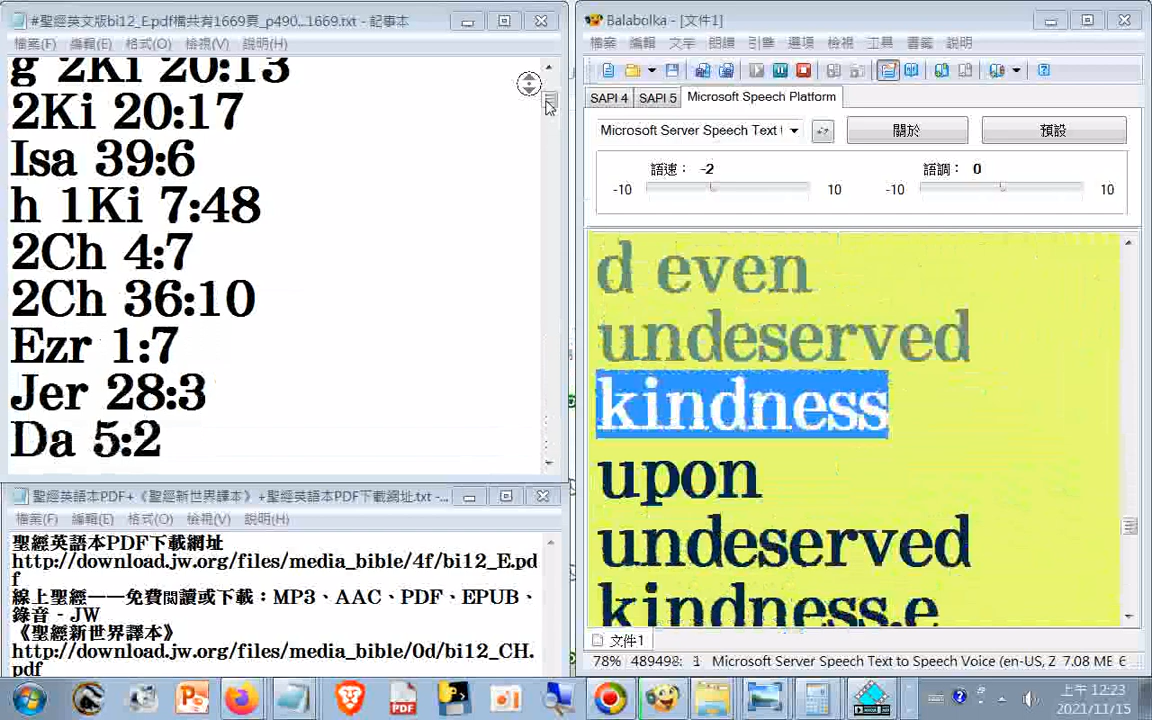 #聖經英文版bi12_E.pdf檔共有1669頁_p490,...1669.txt - 記事本
檔案(F) 編輯(E) 格式(O) 檢視(V) 說明(H)
g 2Ki 20:13
2Ki 20:17
Isa 39:6
h 1Ki 7:48
2Ch 4:7
2Ch 36:10
Ezr 1:7
Jer 28:3
Da 5:2
聖經英語本PDF+《聖經新世界譯本》+聖經英語本PDF下載網址.txt -...
檔案(F) 編輯(E) 格式(O) 檢視(V) 說明(H)
聖經英語本PDF下載網址
http://download.jw.org/files/media_bible/4f/bi12_E.pd
f
線上聖經——免費閱讀或下載：MP3、AAC、PDF、EPUB、
錄音 - JW
《聖經新世界譯本》
http://download.jw.org/files/media_bible/0d/bi12_CH.
pdf
Balabolka - [文件1]
檔案 編輯 文字 朗讀 引擎 選項 檢視 工具 書籤 說明
SAPI 4 SAPI 5 Microsoft Speech Platform
Microsoft Server Speech Text 關於 預設
語速： -2 語調： 0
-10 10 -10 10
d even
undeserved
kindness
upon
undeserved
kindness.e
文件1
78% 489498: 1 Microsoft Server Speech Text to Speech Voice (en-US, Z 7.08 ME 6
上午 12:23
2021/11/15